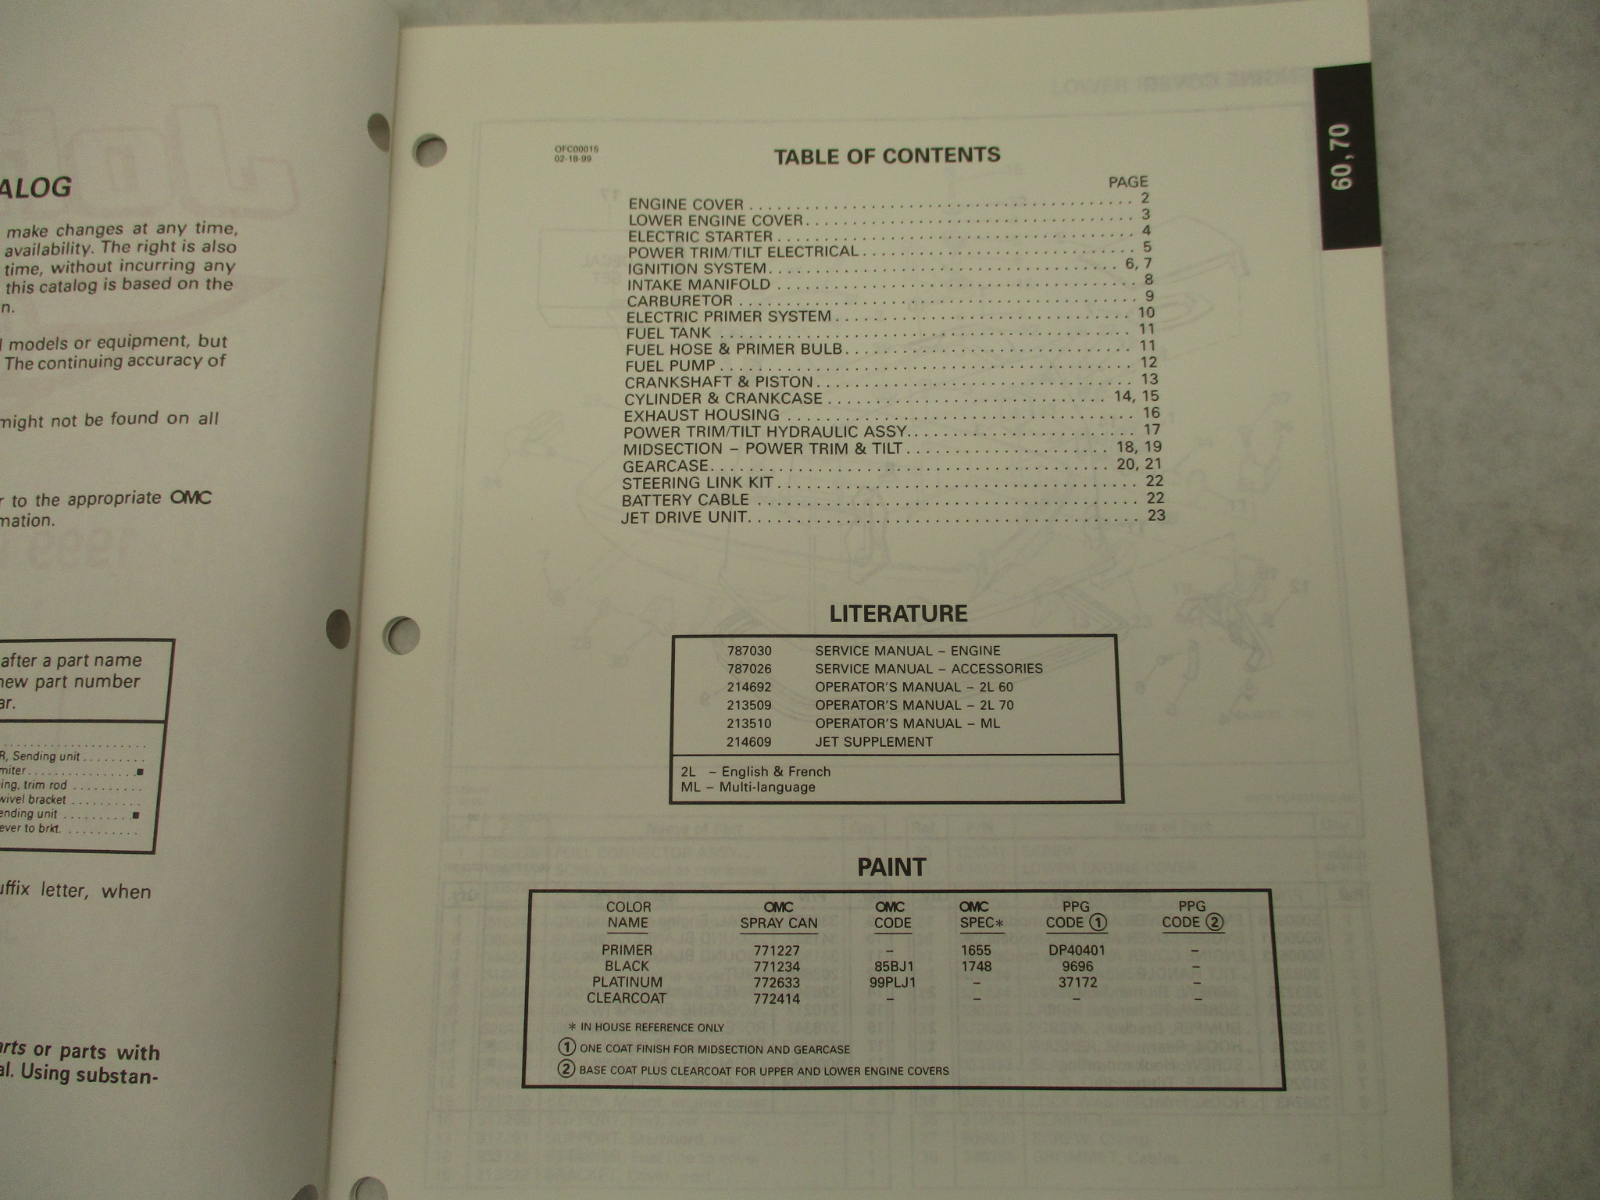 ALOG
make changes at any time,
availability. The right is also
time, without incurring any
this catalog is based on the
n.
models or equipment, but
The continuing accuracy of
might not be found on all
r to the appropriate OMC
mation.
after a part name
new part number
ar.
R, Sending unit . . . . . . . . .
miter . . . . . . . . . . . . . . . ■
ing, trim rod . . . . . . . . . .
wivel bracket . . . . . . . . . .
ending unit . . . . . . . . . . ■
ever to brkt. . . . . . . . . . .
uffix letter, when
arts or parts with
al. Using substan-
60, 70
OFC00015
02-18-99
TABLE OF CONTENTS
PAGE
ENGINE COVER . . . . . . . . . . 2
LOWER ENGINE COVER . . . . . . . . . . 3
ELECTRIC STARTER . . . . . . . . . . 4
POWER TRIM/TILT ELECTRICAL . . . . . . . . . . 5
IGNITION SYSTEM . . . . . . . . . . 6, 7
INTAKE MANIFOLD . . . . . . . . . . 8
CARBURETOR . . . . . . . . . . 9
ELECTRIC PRIMER SYSTEM . . . . . . . . . . 10
FUEL TANK . . . . . . . . . . 11
FUEL HOSE & PRIMER BULB . . . . . . . . . . 11
FUEL PUMP . . . . . . . . . . 12
CRANKSHAFT & PISTON . . . . . . . . . . 13
CYLINDER & CRANKCASE . . . . . . . . . . 14, 15
EXHAUST HOUSING . . . . . . . . . . 16
POWER TRIM/TILT HYDRAULIC ASSY. . . . . . . . . . . 17
MIDSECTION – POWER TRIM & TILT . . . . . . . . . . 18, 19
GEARCASE . . . . . . . . . . 20, 21
STEERING LINK KIT . . . . . . . . . . 22
BATTERY CABLE . . . . . . . . . . 22
JET DRIVE UNIT . . . . . . . . . . 23
LITERATURE
787030 SERVICE MANUAL – ENGINE
787026 SERVICE MANUAL – ACCESSORIES
214692 OPERATOR'S MANUAL – 2L 60
213509 OPERATOR'S MANUAL – 2L 70
213510 OPERATOR'S MANUAL – ML
214609 JET SUPPLEMENT
2L – English & French
ML – Multi-language
PAINT
COLOR OMC OMC OMC PPG PPG
NAME SPRAY CAN CODE SPEC* CODE ① CODE ②
PRIMER 771227 – 1655 DP40401 –
BLACK 771234 85BJ1 1748 9696 –
PLATINUM 772633 99PLJ1 – 37172 –
CLEARCOAT 772414 – – – –
* IN HOUSE REFERENCE ONLY
① ONE COAT FINISH FOR MIDSECTION AND GEARCASE
② BASE COAT PLUS CLEARCOAT FOR UPPER AND LOWER ENGINE COVERS